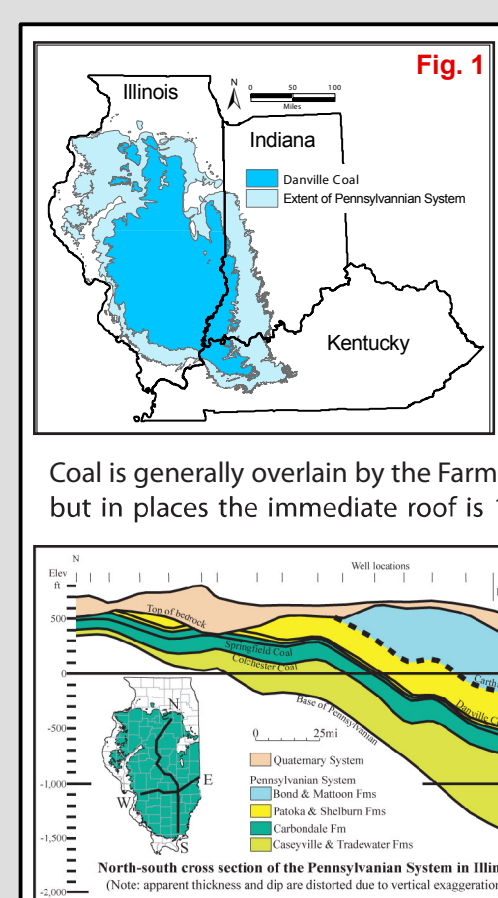 Fig. 1
Illinois
N
0 50 100
Miles
Indiana
Danville Coal
Extent of Pennsylvannian System
Kentucky
Coal is generally overlain by the Farm
but in places the immediate roof is
N
Elev
ft
Well locations
500
Top of bedrock
Springfield Coal
Colchester Coal
0
Carth
Danville C
Base of Pennsylvanian
-500
N
0 25mi
Quaternary System
E
Pennsylvanian System
-1,000
Bond & Mattoon Fms
W
Patoka & Shelburn Fms
Carbondale Fm
-1,500
S
Caseyville & Tradewater Fms
North-south cross section of the Pennsylvanian System in Illin
(Note: apparent thickness and dip are distorted due to vertical exaggeration
-2,000